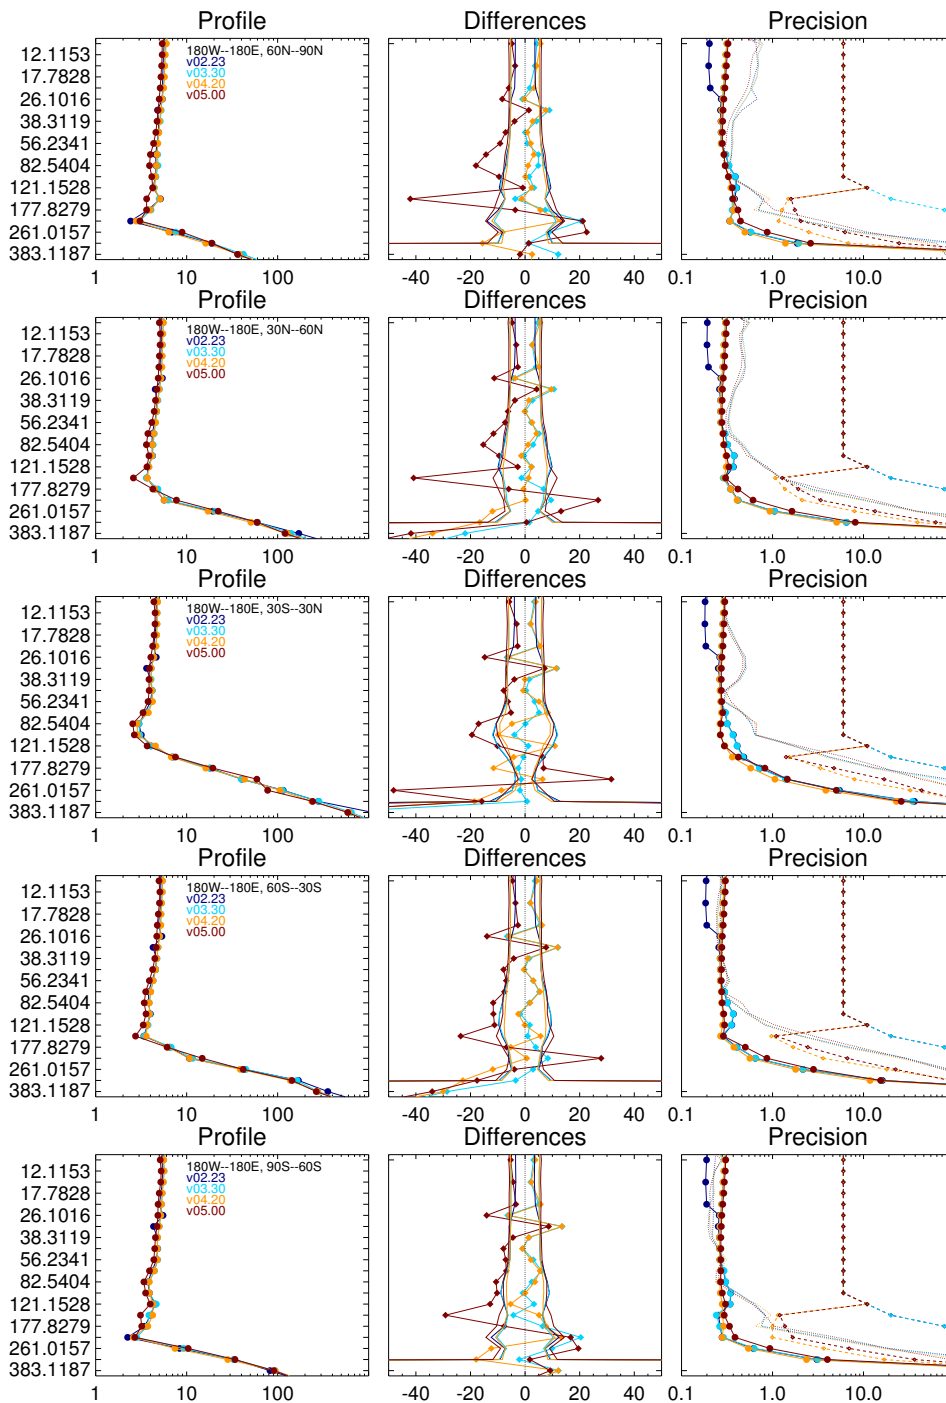 Profile Differences Precision
12.1153
17.7828
26.1016
38.3119
56.2341
82.5404
121.1528
177.8279
261.0157
383.1187
180W--180E, 60N--90N
v02.23
v03.30
v04.20
v05.00
1 10 100 -40 -20 0 20 40 0.1 1.0 10.0
Profile Differences Precision
12.1153
17.7828
26.1016
38.3119
56.2341
82.5404
121.1528
177.8279
261.0157
383.1187
180W--180E, 30N--60N
v02.23
v03.30
v04.20
v05.00
1 10 100 -40 -20 0 20 40 0.1 1.0 10.0
Profile Differences Precision
12.1153
17.7828
26.1016
38.3119
56.2341
82.5404
121.1528
177.8279
261.0157
383.1187
180W--180E, 30S--30N
v02.23
v03.30
v04.20
v05.00
1 10 100 -40 -20 0 20 40 0.1 1.0 10.0
Profile Differences Precision
12.1153
17.7828
26.1016
38.3119
56.2341
82.5404
121.1528
177.8279
261.0157
383.1187
180W--180E, 60S--30S
v02.23
v03.30
v04.20
v05.00
1 10 100 -40 -20 0 20 40 0.1 1.0 10.0
Profile Differences Precision
12.1153
17.7828
26.1016
38.3119
56.2341
82.5404
121.1528
177.8279
261.0157
383.1187
180W--180E, 90S--60S
v02.23
v03.30
v04.20
v05.00
1 10 100 -40 -20 0 20 40 0.1 1.0 10.0